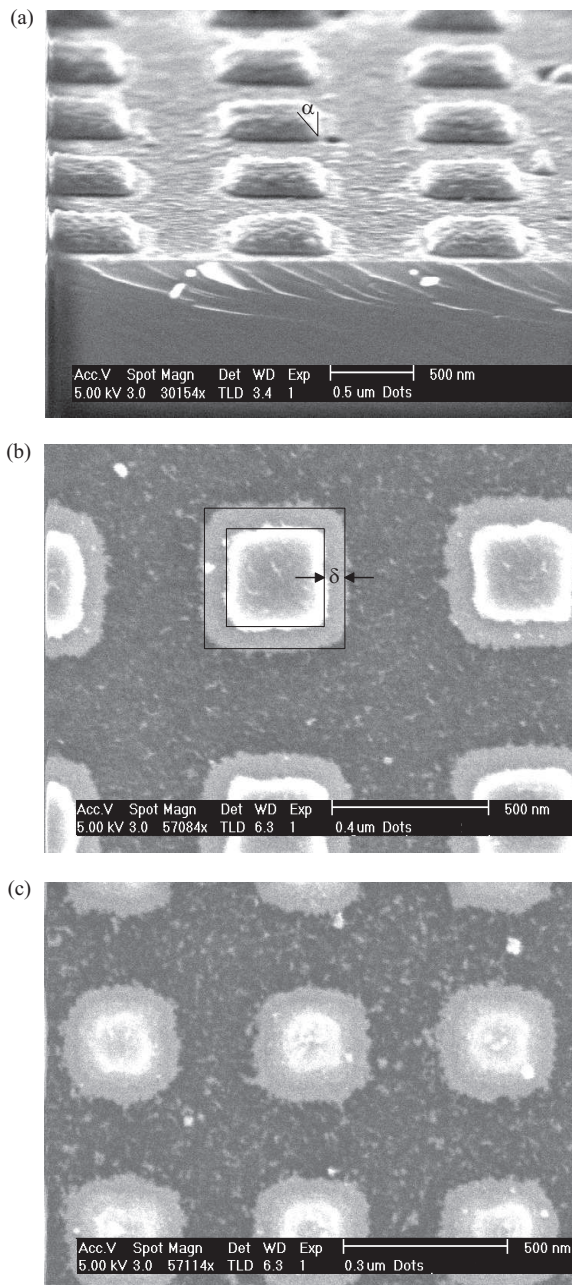 (a)
α
Acc.V Spot Magn Det WD Exp 500 nm
5.00 kV 3.0 30154x TLD 3.4 1 0.5 um Dots
(b)
δ
Acc.V Spot Magn Det WD Exp 500 nm
5.00 kV 3.0 57084x TLD 6.3 1 0.4 um Dots
(c)
Acc.V Spot Magn Det WD Exp 500 nm
5.00 kV 3.0 57114x TLD 6.3 1 0.3 um Dots